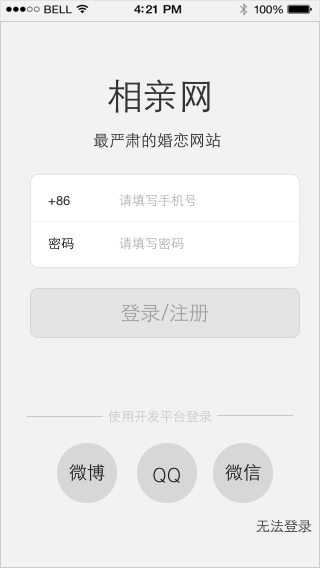 BELL 4:21 PM 100%
相亲网
最严肃的婚恋网站
+86 请填写手机号
密码 请填写密码
登录/注册
使用开发平台登录
微博 QQ 微信
无法登录